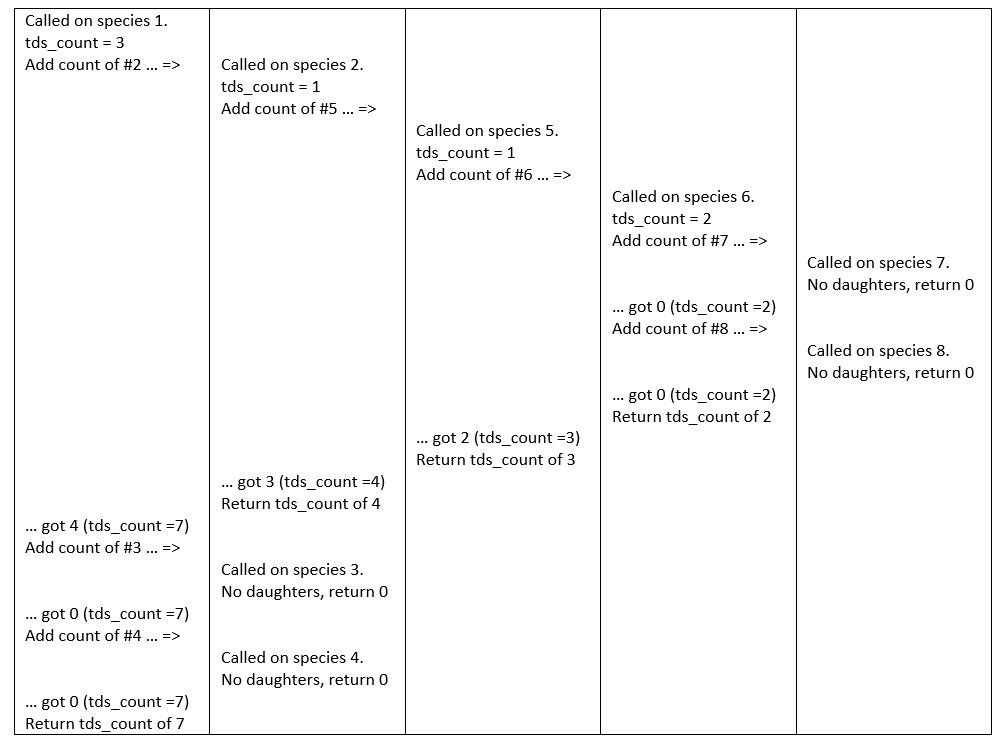 Called on species 1.
tds_count = 3
Add count of #2 ... =>
Called on species 2.
tds_count = 1
Add count of #5 ... =>
Called on species 5.
tds_count = 1
Add count of #6 ... =>
Called on species 6.
tds_count = 2
Add count of #7 ... =>
Called on species 7.
No daughters, return 0
... got 0 (tds_count =2)
Add count of #8 ... =>
Called on species 8.
No daughters, return 0
... got 0 (tds_count =2)
Return tds_count of 2
... got 2 (tds_count =3)
Return tds_count of 3
... got 3 (tds_count =4)
Return tds_count of 4
... got 4 (tds_count =7)
Add count of #3 ... =>
Called on species 3.
No daughters, return 0
... got 0 (tds_count =7)
Add count of #4 ... =>
Called on species 4.
No daughters, return 0
... got 0 (tds_count =7)
Return tds_count of 7